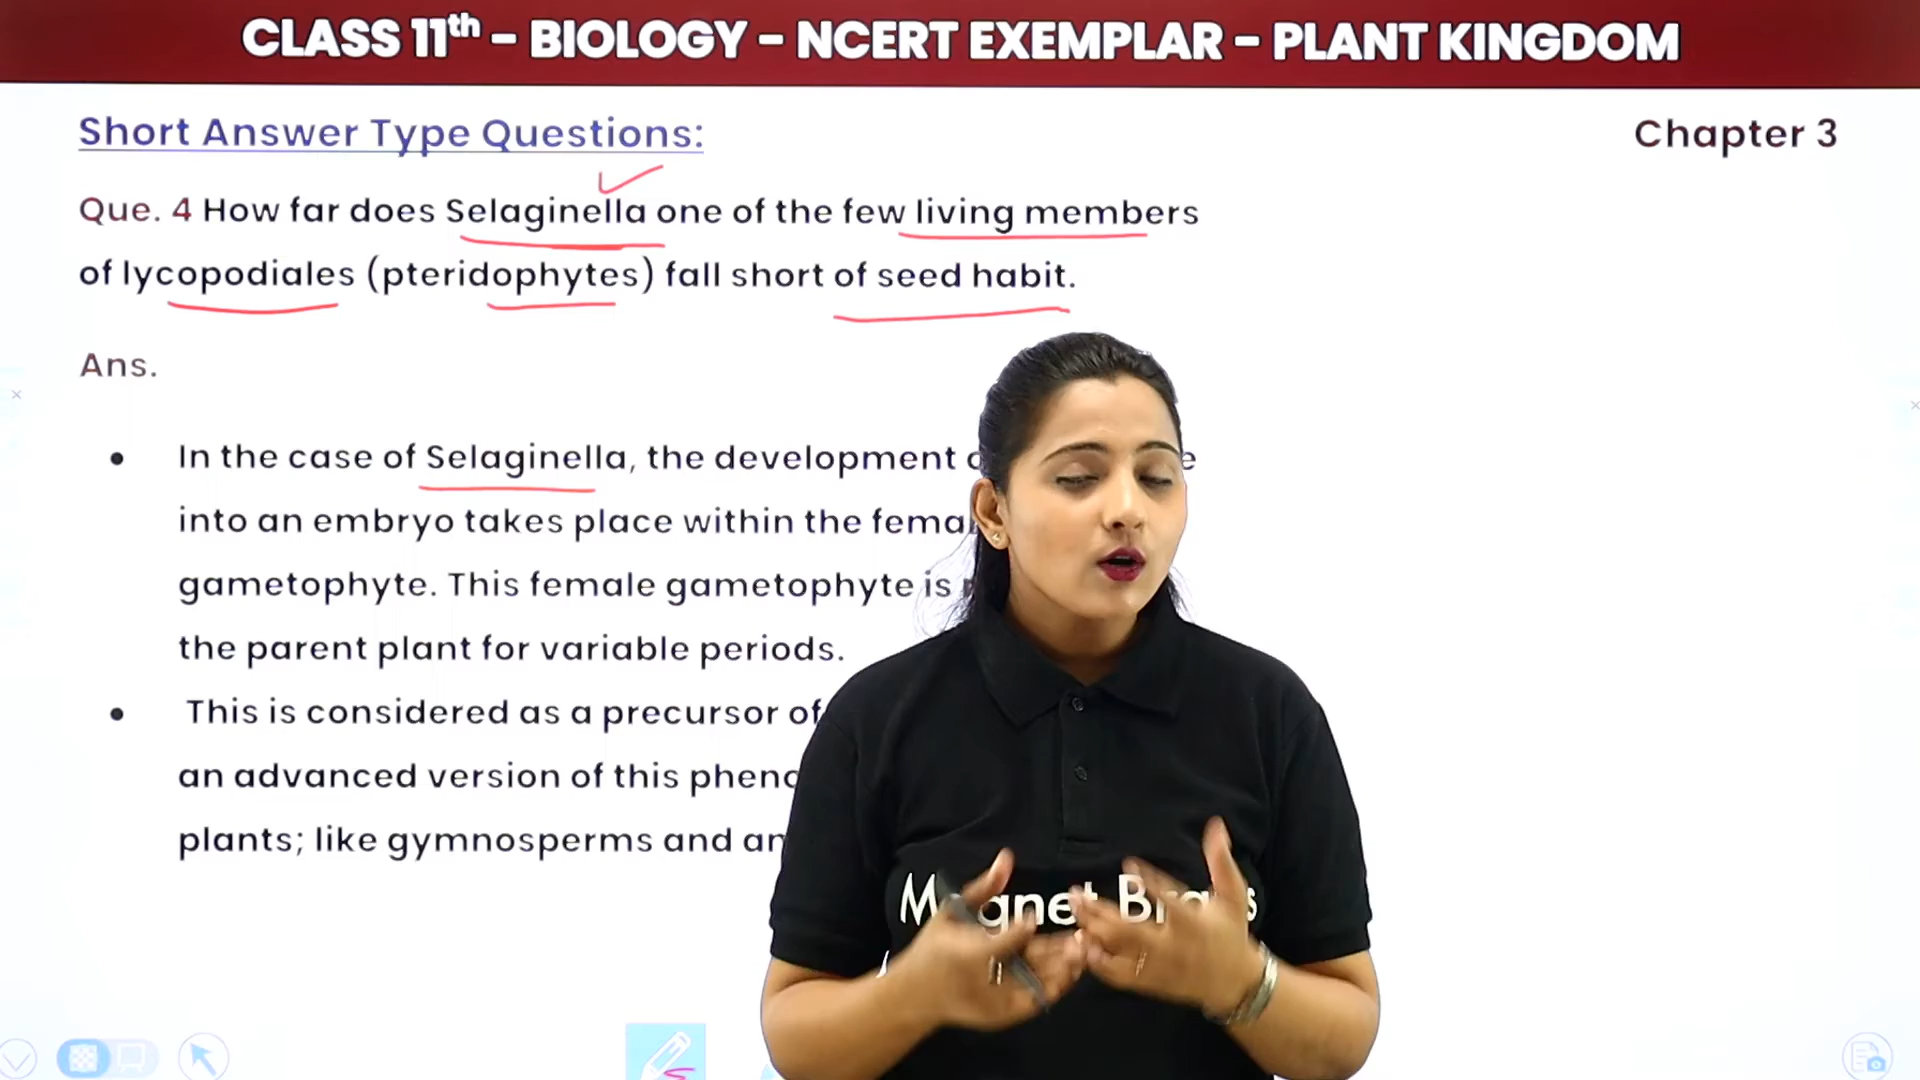 CLASS 11th - BIOLOGY - NCERT EXEMPLAR - PLANT KINGDOM
Short Answer Type Questions:
Chapter 3
Que. 4 How far does Selaginella one of the few living members
of lycopodiales (pteridophytes) fall short of seed habit.
Ans.
• In the case of Selaginella, the development
into an embryo takes place within the
gametophyte. This female gametophyte is
the parent plant for variable periods.
• This is considered as a precursor of
an advanced version of this
plants; like gymnosperms and
Magnet Brains